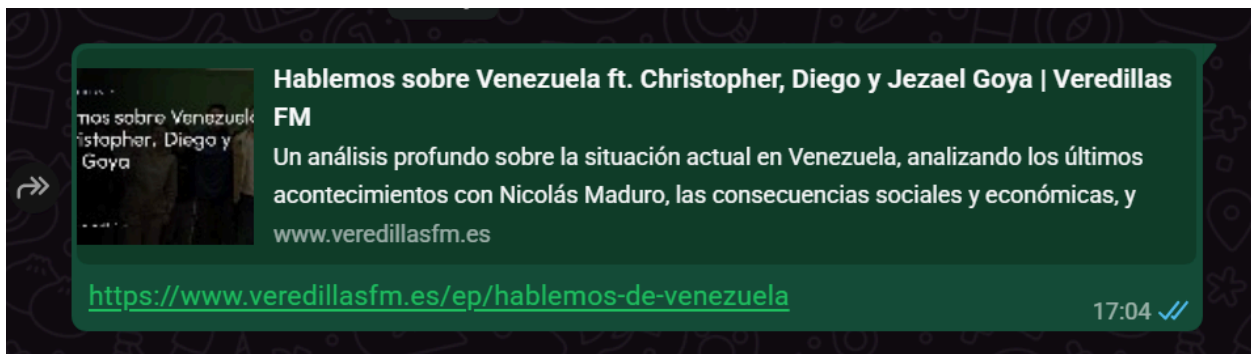 Hablemos sobre Venezuela ft. Christopher, Diego y Jezael Goya | Veredillas
FM
mos sobre Venezuel
istopher, Diego y
Goya
Un análisis profundo sobre la situación actual en Venezuela, analizando los últimos
acontecimientos con Nicolás Maduro, las consecuencias sociales y económicas, y
www.veredillasfm.es
https://www.veredillasfm.es/ep/hablemos-de-venezuela
17:04